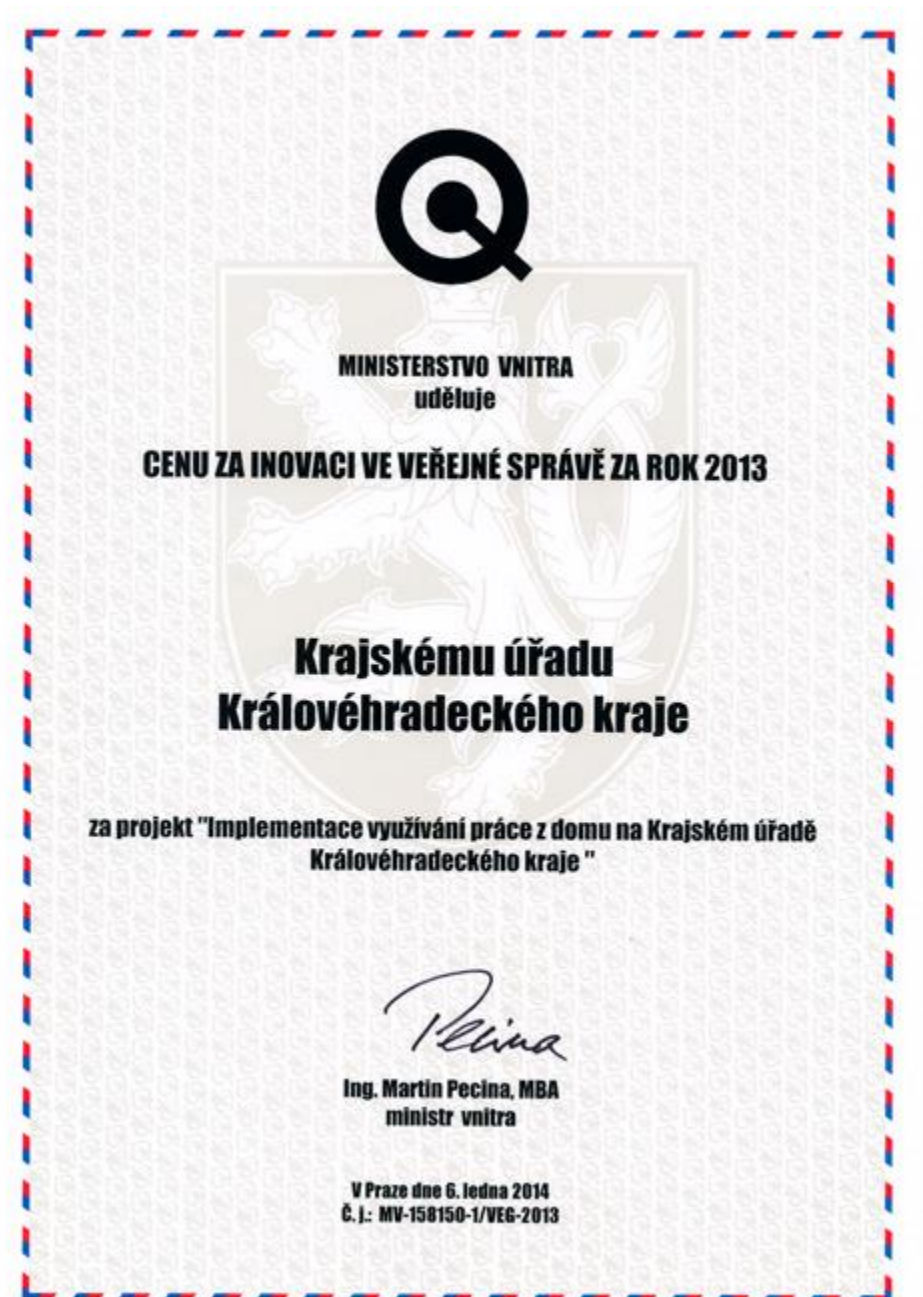 MINISTERSTVO VNITRA
uděluje
CENU ZA INOVACI VE VEŘEJNÉ SPRÁVĚ ZA ROK 2013
Krajskému úřadu
Královéhradeckého kraje
za projekt "Implementace využívání práce z domu na Krajském úřadě
Královéhradeckého kraje "
Pecina
Ing. Martin Pecina, MBA
ministr vnitra
V Praze dne 6. ledna 2014
Č. j.: MV-158150-1/VEG-2013